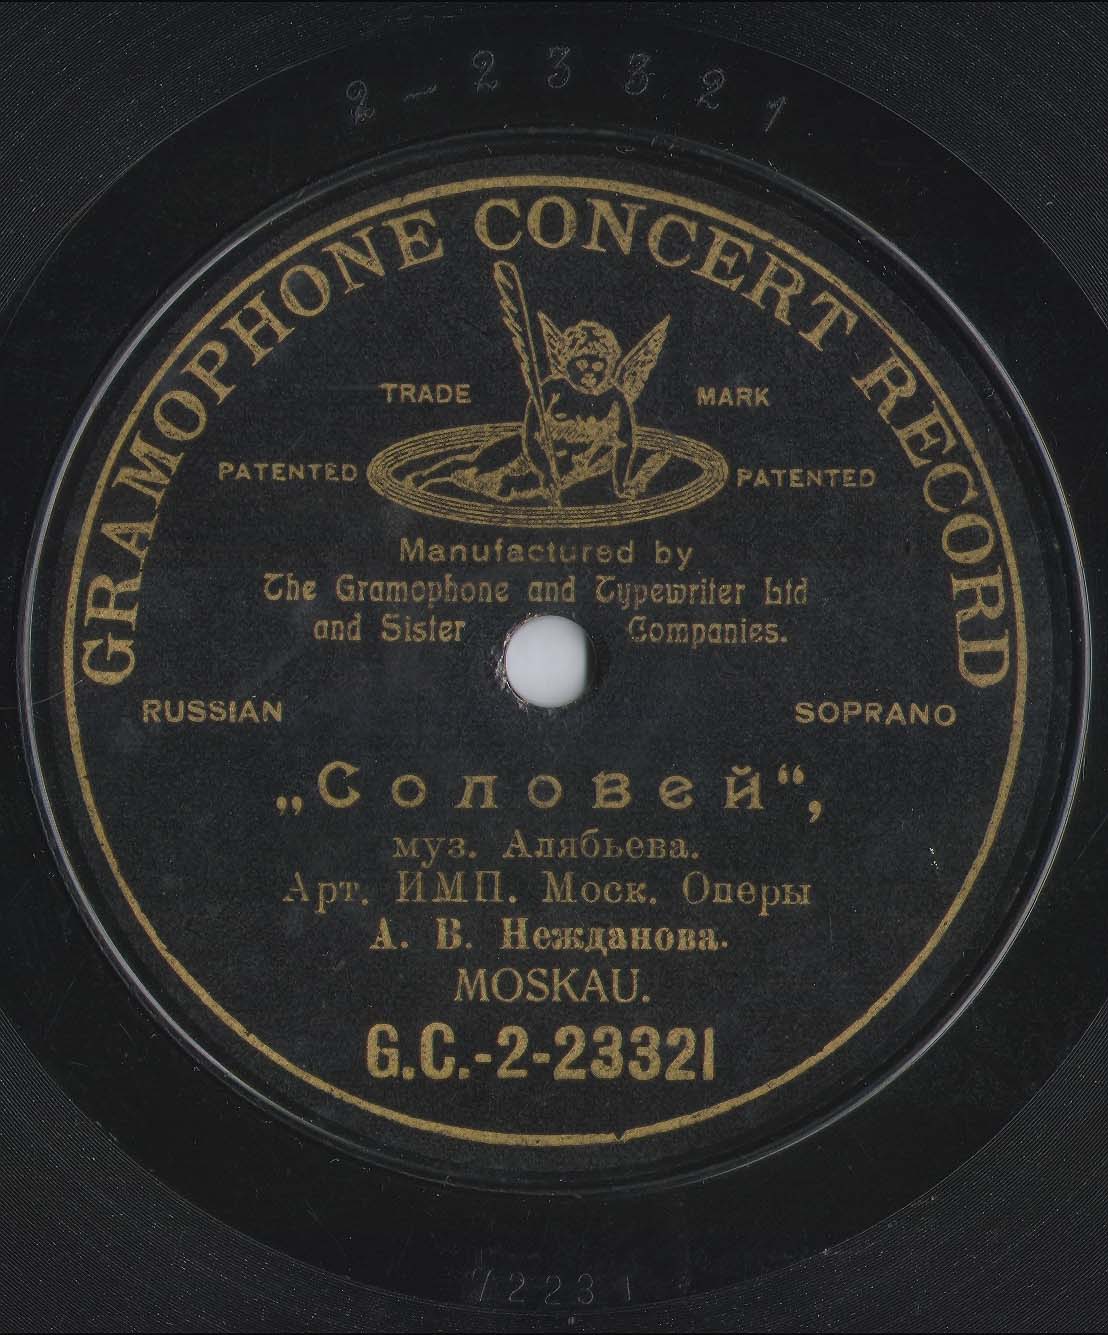 2-23321
GRAMOPHONE CONCERT RECORD
TRADE MARK
PATENTED PATENTED
Manufactured by
The Gramophone and Typewriter Ltd
and Sister Companies.
RUSSIAN SOPRANO
„Соловей“,
муз. Алябьева.
Арт. ИМП. Моск. Оперы
А. В. Нежданова.
MOSKAU.
G.C.-2-23321